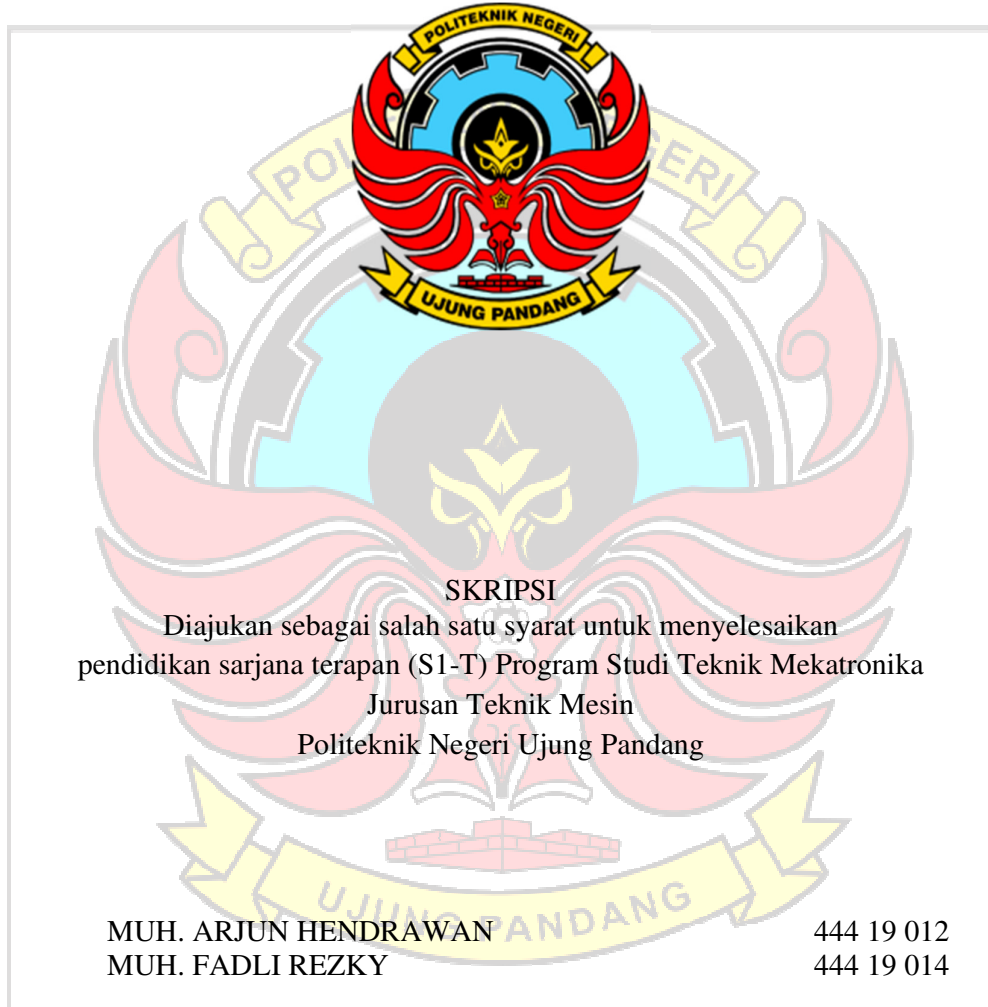 POLITEKNIK NEGERI
UJUNG PANDANG
SKRIPSI
Diajukan sebagai salah satu syarat untuk menyelesaikan
pendidikan sarjana terapan (S1-T) Program Studi Teknik Mekatronika
Jurusan Teknik Mesin
Politeknik Negeri Ujung Pandang
UJUNG PANDANG
MUH. ARJUN HENDRAWAN 444 19 012
MUH. FADLI REZKY 444 19 014